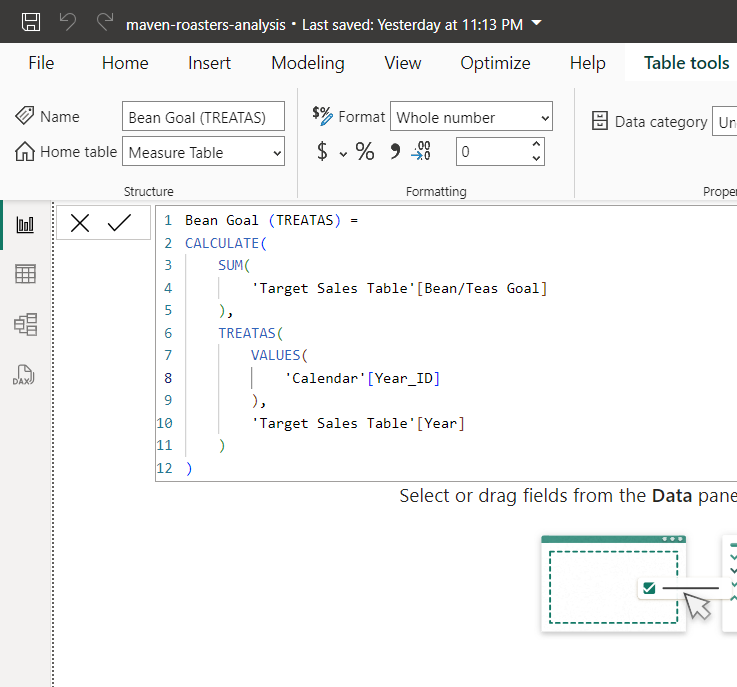 maven-roasters-analysis • Last saved: Yesterday at 11:13 PM
File Home Insert Modeling View Optimize Help Table tools
Name Bean Goal (TREATAS)
Home table Measure Table
Structure
$% Format Whole number
$ % , .00 0
Formatting
Data category Un
Proper
DAX
1 Bean Goal (TREATAS) =
2 CALCULATE(
3 SUM(
4 'Target Sales Table'[Bean/Teas Goal]
5 ),
6 TREATAS(
7 VALUES(
8 'Calendar'[Year_ID]
9 ),
10 'Target Sales Table'[Year]
11 )
12 )
Select or drag fields from the Data pane